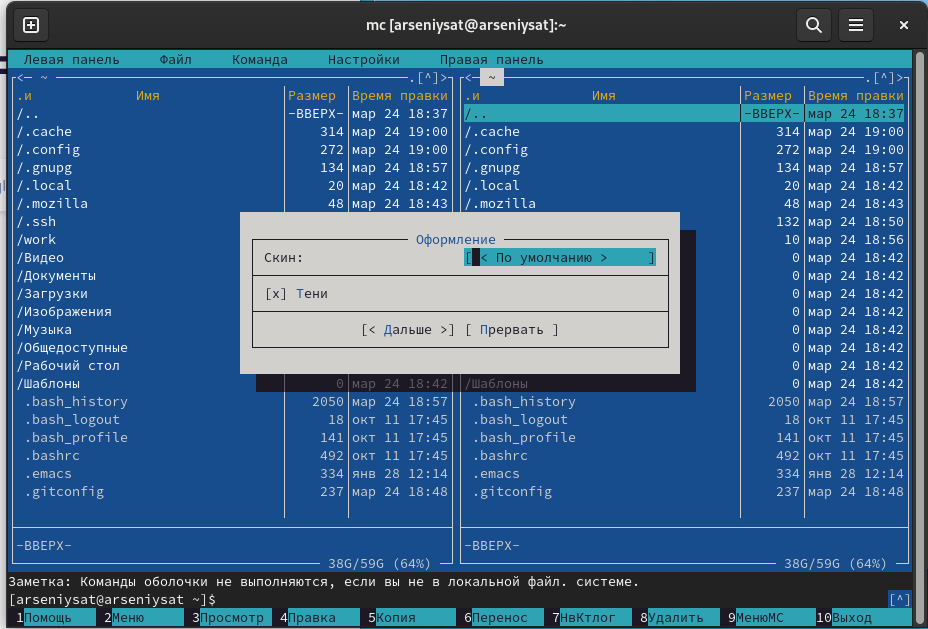 mc [arseniysat@arseniysat]:~
Левая панель Файл Команда Настройки Правая панель
<─ ~ .[^]> <─ ~ .[^]>
.и Имя Размер Время правки .и Имя Размер Время правки
/.. -ВВЕРХ- мар 24 18:37 /.. -ВВЕРХ- мар 24 18:37
/.cache 314 мар 24 19:00 /.cache 314 мар 24 19:00
/.config 272 мар 24 19:00 /.config 272 мар 24 19:00
/.gnupg 134 мар 24 18:57 /.gnupg 134 мар 24 18:57
/.local 20 мар 24 18:42 /.local 20 мар 24 18:42
/.mozilla 48 мар 24 18:43 /.mozilla 48 мар 24 18:43
/.ssh 132 мар 24 18:50
/work Оформление 10 мар 24 18:56
/Видео Скин: [ < По умолчанию > ] 0 мар 24 18:42
/Документы 0 мар 24 18:42
/Загрузки [x] Тени 0 мар 24 18:42
/Изображения 0 мар 24 18:42
/Музыка [< Дальше >] [ Прервать ] 0 мар 24 18:42
/Общедоступные 0 мар 24 18:42
/Рабочий стол 0 мар 24 18:42
/Шаблоны 0 мар 24 18:42 /Шаблоны 0 мар 24 18:42
.bash_history 2050 мар 24 18:57 .bash_history 2050 мар 24 18:57
.bash_logout 18 окт 11 17:45 .bash_logout 18 окт 11 17:45
.bash_profile 141 окт 11 17:45 .bash_profile 141 окт 11 17:45
.bashrc 492 окт 11 17:45 .bashrc 492 окт 11 17:45
.emacs 334 янв 28 12:14 .emacs 334 янв 28 12:14
.gitconfig 237 мар 24 18:48 .gitconfig 237 мар 24 18:48
-ВВЕРХ- -ВВЕРХ-
38G/59G (64%) 38G/59G (64%)
Заметка: Команды оболочки не выполняются, если вы не в локальной файл. системе.
[arseniysat@arseniysat ~]$ [^]
1Помощь 2Меню 3Просмотр 4Правка 5Копия 6Перенос 7НвКтлог 8Удалить 9МенюМС 10Выход